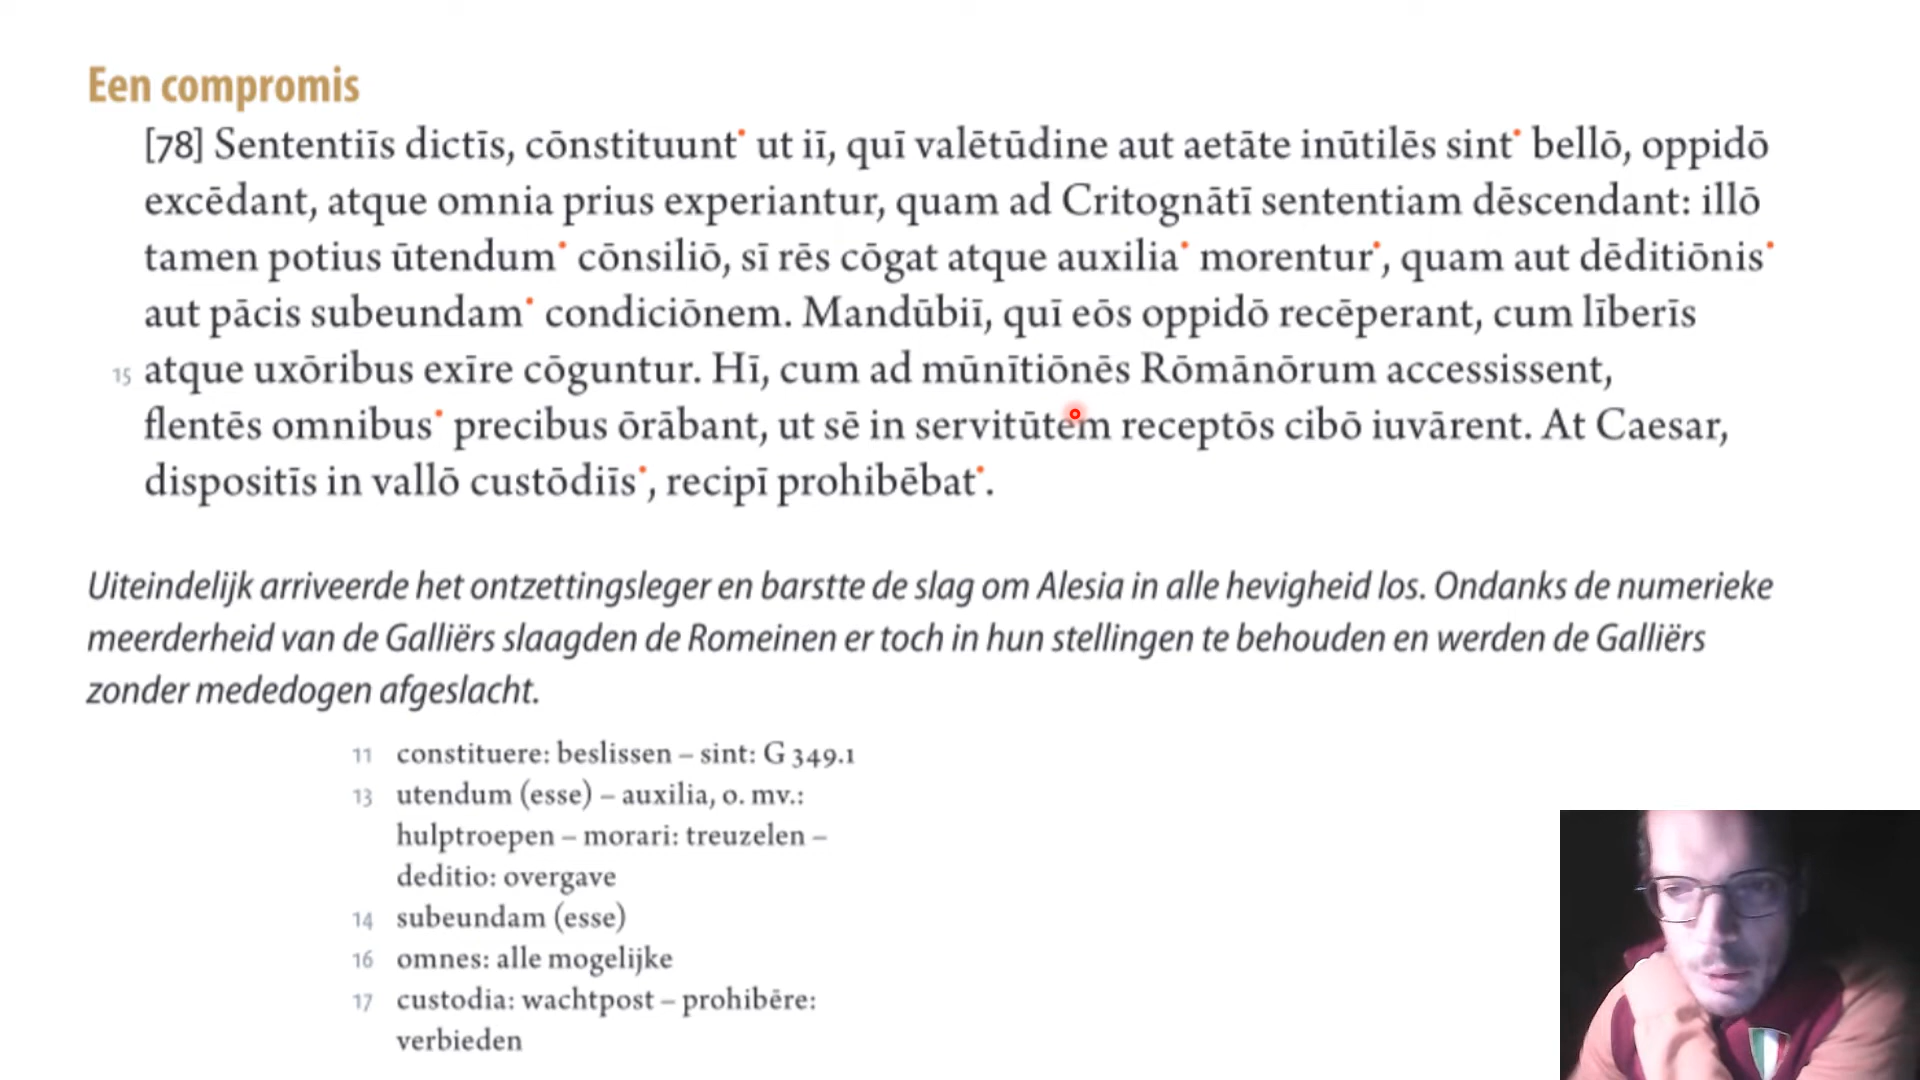 Een compromis
[78] Sententiīs dictīs, cōnstituunt• ut iī, quī valētūdine aut aetāte inūtilēs sint• bellō, oppidō
excēdant, atque omnia prius experiantur, quam ad Critognātī sententiam dēscendant: illō
tamen potius ūtendum• cōnsiliō, sī rēs cōgat atque auxilia• morentur•, quam aut dēditiōnis•
aut pācis subeundam• condiciōnem. Mandūbiī, quī eōs oppidō recēperant, cum līberīs
15 atque uxōribus exīre cōguntur. Hī, cum ad mūnītiōnēs Rōmānōrum accessissent,
flentēs omnibus• precibus ōrābant, ut sē in servitūtem receptōs cibō iuvārent. At Caesar,
dispositīs in vallō custōdiīs•, recipī prohibēbat•.
Uiteindelijk arriveerde het ontzettingsleger en barstte de slag om Alesia in alle hevigheid los. Ondanks de numerieke
meerderheid van de Galliërs slaagden de Romeinen er toch in hun stellingen te behouden en werden de Galliërs
zonder mededogen afgeslacht.
11 constituere: beslissen – sint: G 349.1
13 utendum (esse) – auxilia, o. mv.:
hulptroepen – morari: treuzelen –
deditio: overgave
14 subeundam (esse)
16 omnes: alle mogelijke
17 custodia: wachtpost – prohibēre:
verbieden